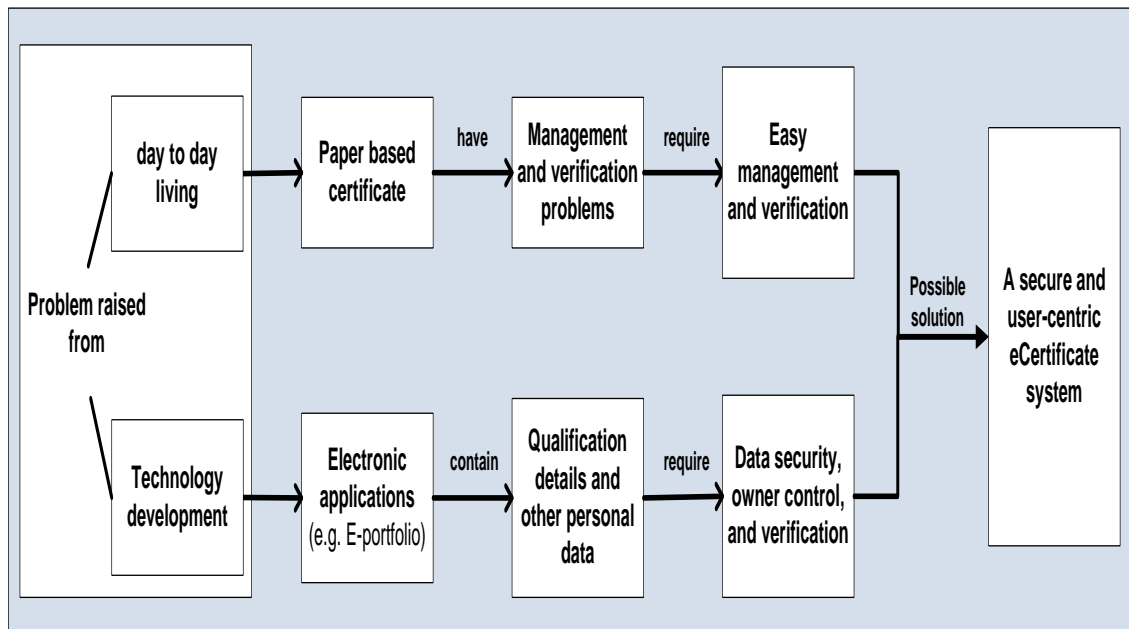 Problem raised
from
day to day
living
Paper based
certificate
have
Management
and verification
problems
require
Easy
management
and verification
Technology
development
Electronic
applications
(e.g. E-portfolio)
contain
Qualification
details and
other personal
data
require
Data security,
owner control,
and verification
Possible
solution
A secure and
user-centric
eCertificate
system